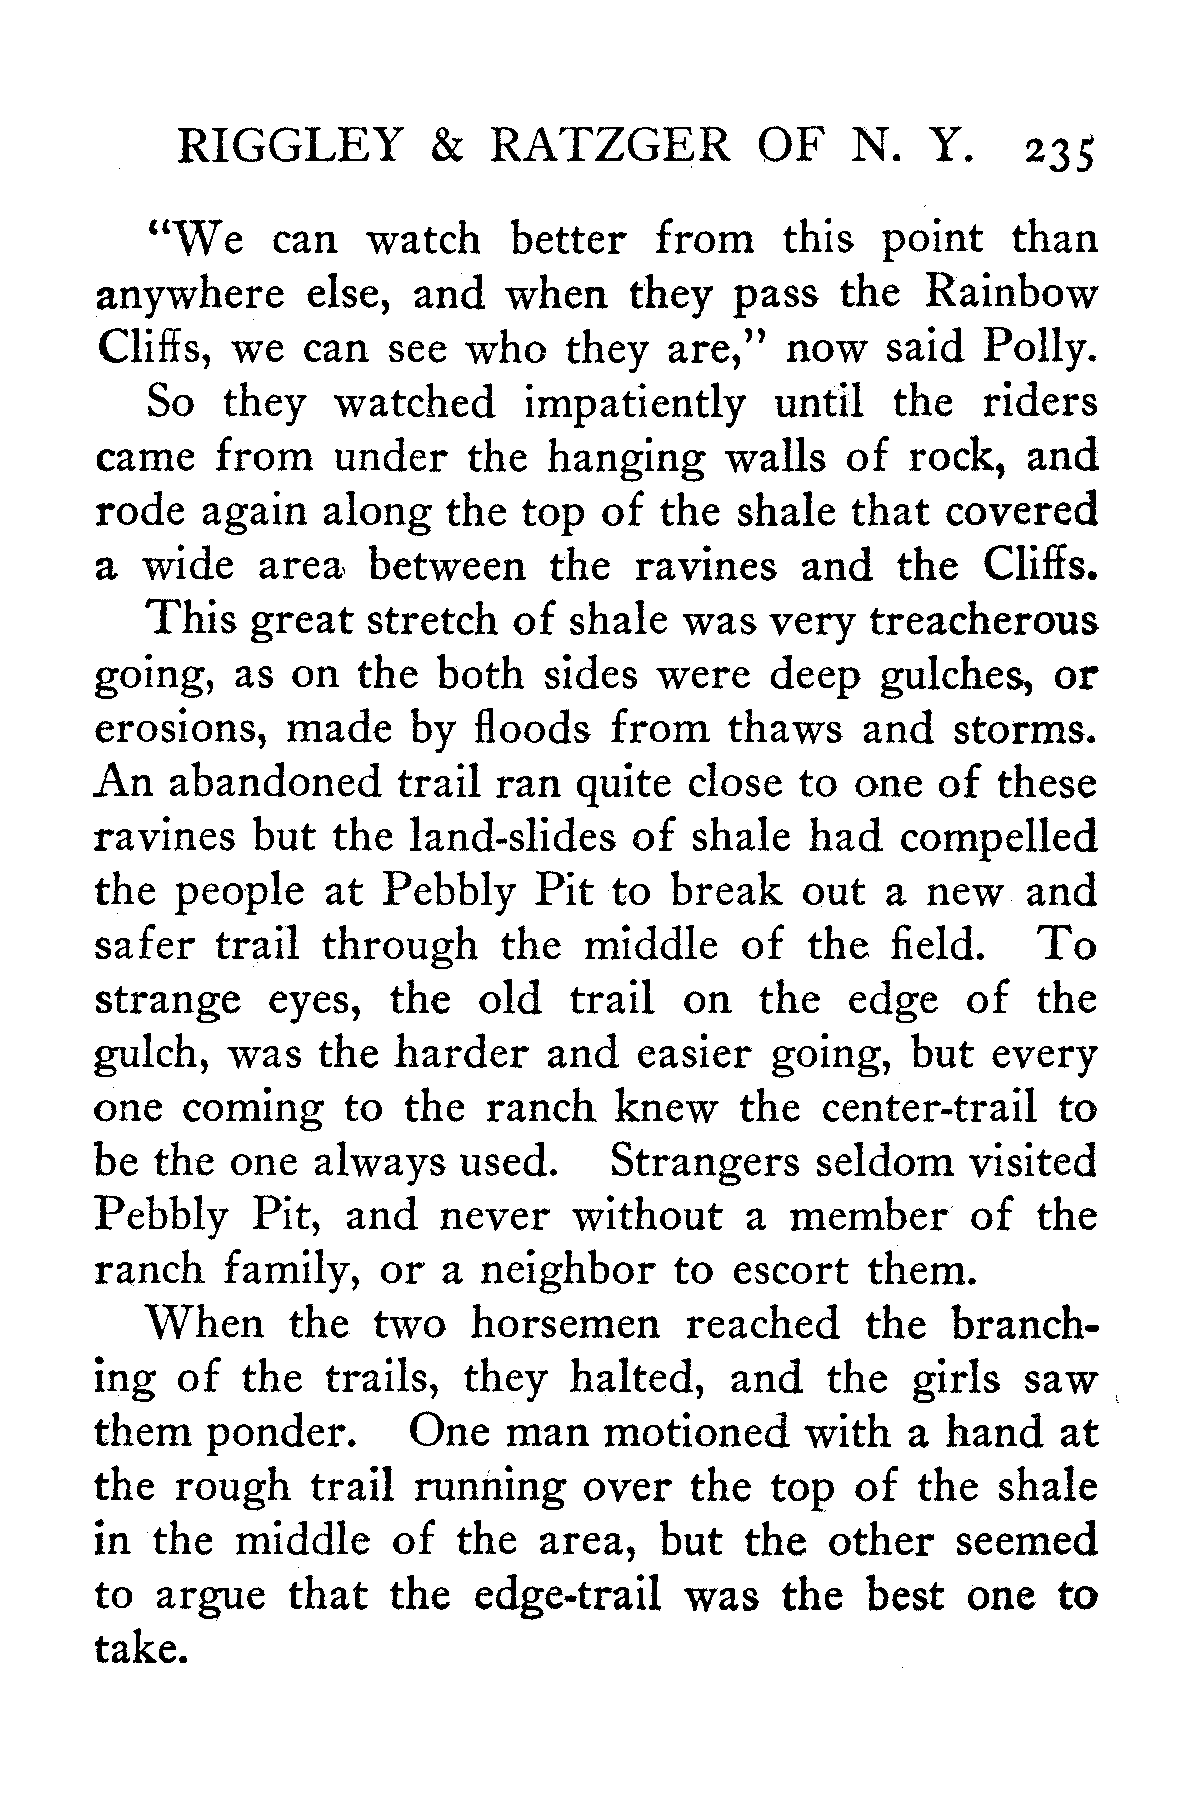 RIGGLEY & RATZGER OF N. Y. 235
“We can watch better from this point than
anywhere else, and when they pass the Rainbow
Cliffs, we can see who they are,” now said Polly.
So they watched impatiently until the riders
came from under the hanging walls of rock, and
rode again along the top of the shale that covered
a wide area between the ravines and the Cliffs.
This great stretch of shale was very treacherous
going, as on the both sides were deep gulches, or
erosions, made by floods from thaws and storms.
An abandoned trail ran quite close to one of these
ravines but the land-slides of shale had compelled
the people at Pebbly Pit to break out a new and
safer trail through the middle of the field. To
strange eyes, the old trail on the edge of the
gulch, was the harder and easier going, but every
one coming to the ranch knew the center-trail to
be the one always used. Strangers seldom visited
Pebbly Pit, and never without a member of the
ranch family, or a neighbor to escort them.
When the two horsemen reached the branch-
ing of the trails, they halted, and the girls saw
them ponder. One man motioned with a hand at
the rough trail running over the top of the shale
in the middle of the area, but the other seemed
to argue that the edge-trail was the best one to
take.